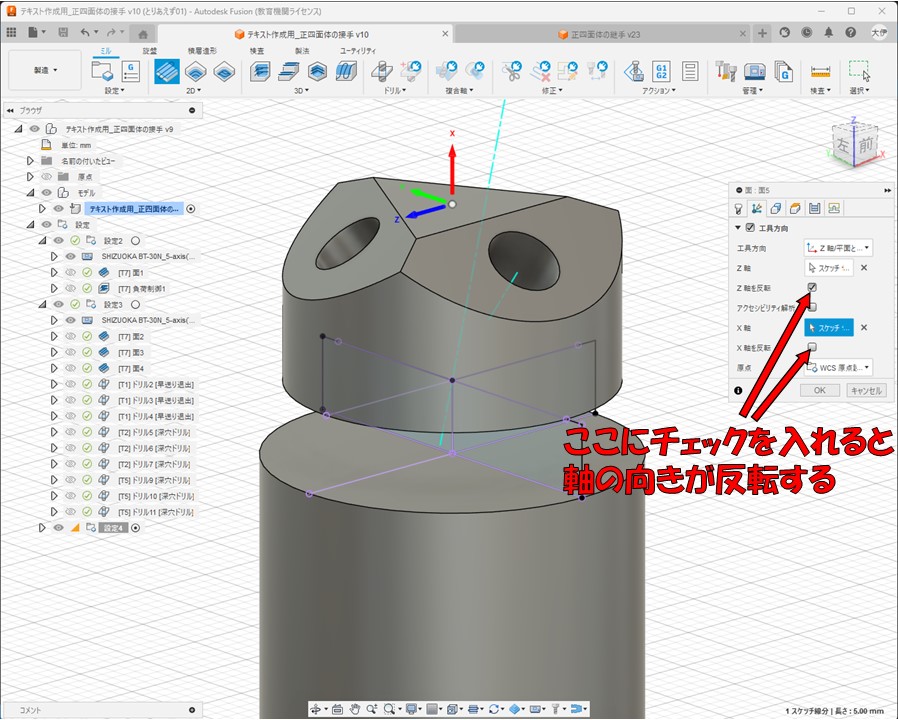 テキスト作成用_正四面体の接手 v10 (とりあえず01) - Autodesk Fusion (教育機関ライセンス)
テキスト作成用_正四面体の接手 v10
正四面体の継手 v23
大伊
製造
ミル
旋盤
積層造形
検査
製法
ユーティリティ
設定
2D
3D
ドリル
複合軸
修正
アクション
管理
検査
選択
G1
G2
ブラウザ
テキスト作成用_正四面体の接手 v9
単位: mm
名前の付いたビュー
原点
モデル
テキスト作成用_正四面体の...
設定
設定2
SHIZUOKA BT-30N_5-axis(...
[T7] 面1
[T7] 負荷制御1
設定3
SHIZUOKA BT-30N_5-axis(...
[T7] 面2
[T7] 面3
[T7] 面4
[T1] ドリル2 [早送り退出]
[T1] ドリル3 [早送り退出]
[T1] ドリル4 [早送り退出]
[T2] ドリル5 [深穴ドリル]
[T2] ドリル6 [深穴ドリル]
[T2] ドリル7 [深穴ドリル]
[T5] ドリル9 [深穴ドリル]
[T5] ドリル10 [深穴ドリル]
[T5] ドリル11 [深穴ドリル]
設定4
X
Y
Z
Z
左
前
X
面 : 面5
工具方向
工具方向
Z 軸/平面と...
Z 軸
スケッチ ...
Z 軸を反転
アクセシビリティ解析
X 軸
スケッチ ...
X 軸を反転
原点
WCS 原点
OK
キャンセル
ここにチェックを入れると
軸の向きが反転する
コメント
1 スケッチ線分 | 長さ : 5.00 mm